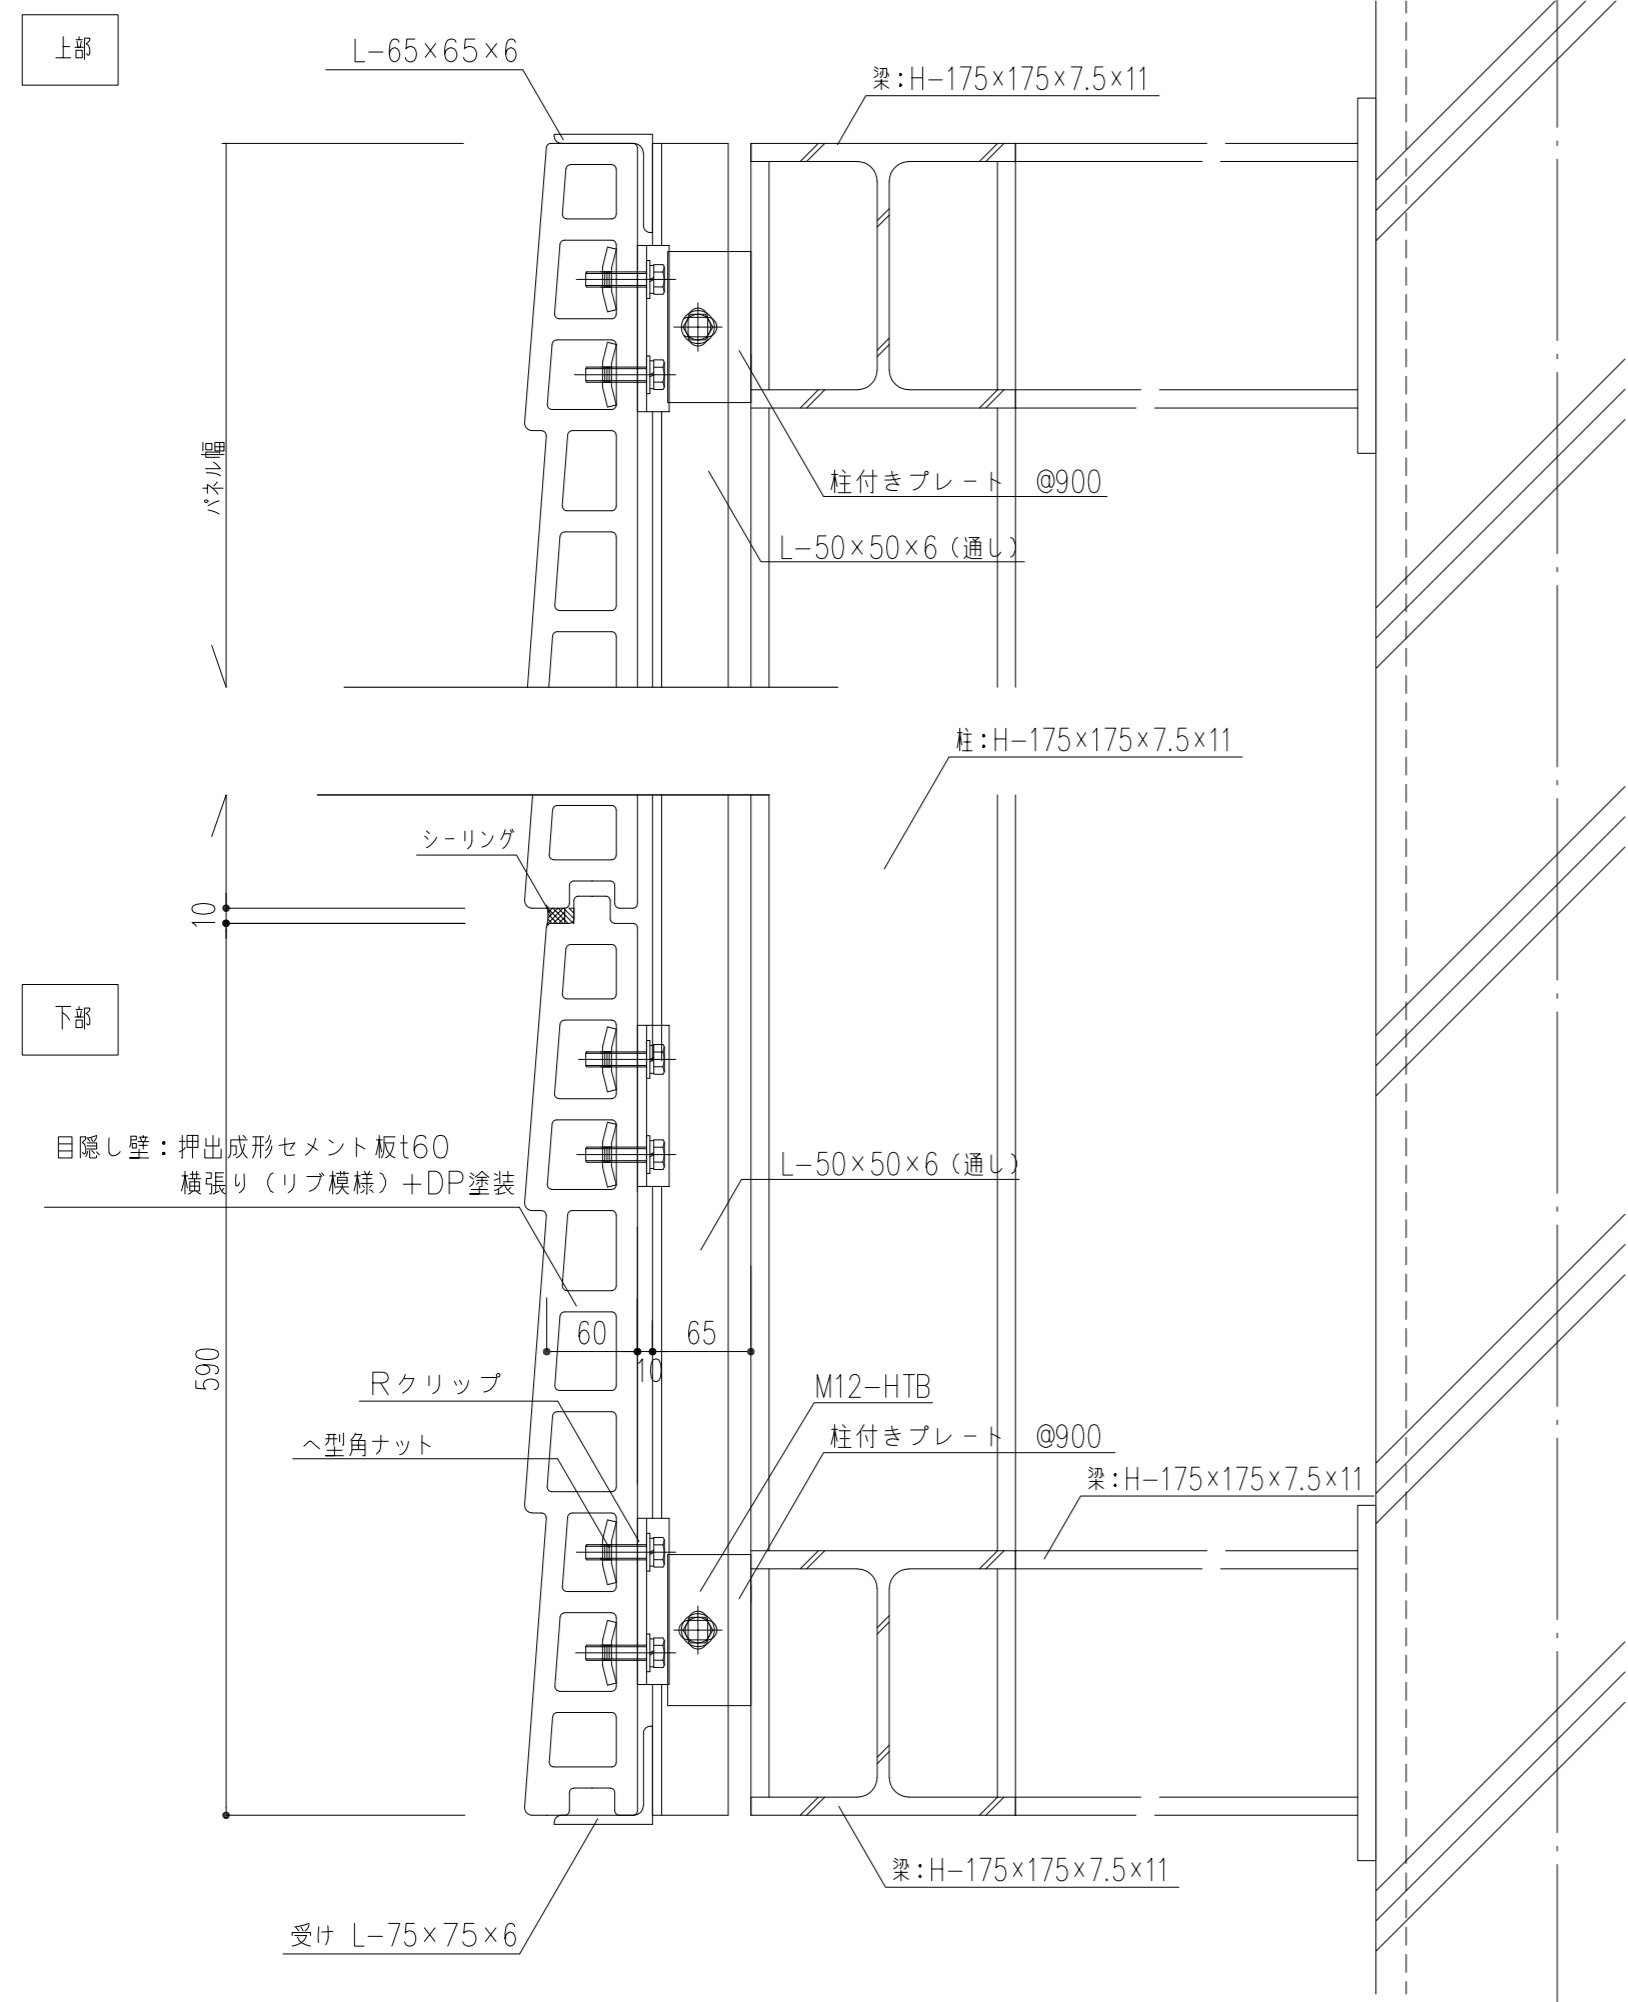 上部
L-65×65×6
梁:H-175×175×7.5×11
パネル幅
柱付きプレート @900
L-50×50×6（通し）
柱:H-175×175×7.5×11
シーリング
10
下部
目隠し壁：押出成形セメント板t60
横張り（リブ模様）+DP塗装
L-50×50×6（通し）
60
10
65
590
Rクリップ
M12-HTB
へ型角ナット
柱付きプレート @900
梁:H-175×175×7.5×11
梁:H-175×175×7.5×11
受け L-75×75×6